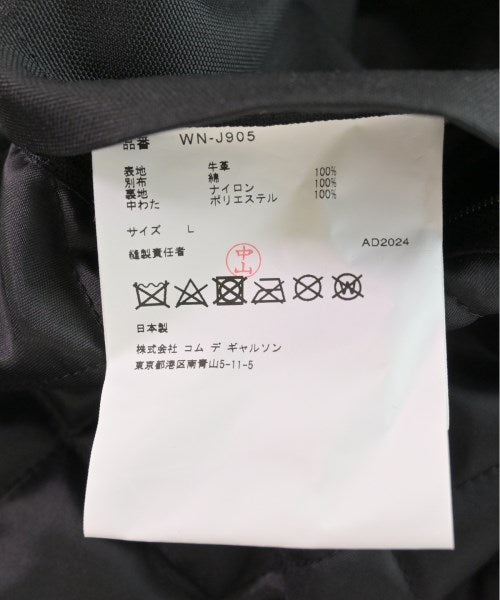 品番 WN-J905
表地 牛革
別布 綿 100%
裏地 ナイロン 100%
中わた ポリエステル 100%
サイズ L
縫製責任者 中山 AD2024
日本製
株式会社 コム デ ギャルソン
東京都港区南青山5-11-5